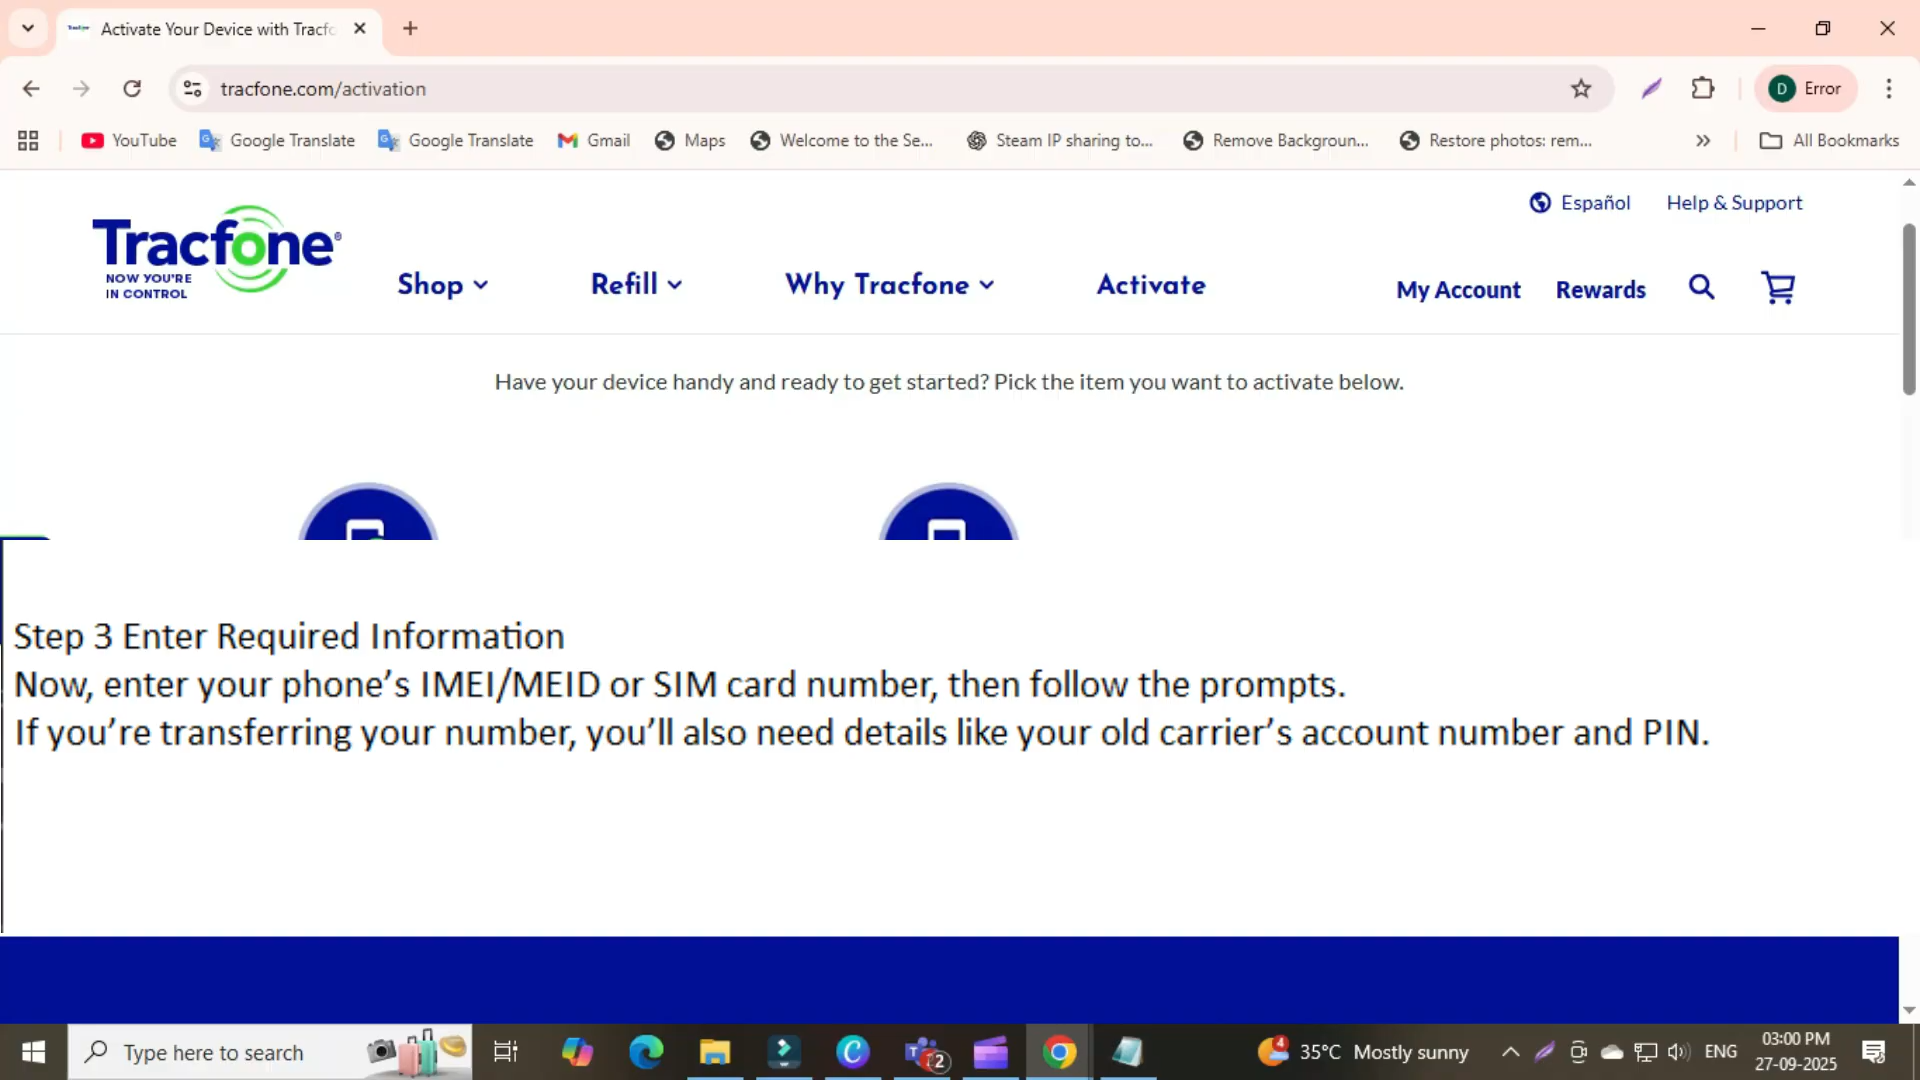 Activate Your Device with Tracfo
tracfone.com/activation
D Error
YouTube Google Translate Google Translate Gmail Maps Welcome to the Se... Steam IP sharing to... Remove Backgroun... Restore photos: rem... » All Bookmarks
Español Help & Support
Tracfone®
NOW YOU'RE
IN CONTROL
Shop Refill Why Tracfone Activate My Account Rewards
Have your device handy and ready to get started? Pick the item you want to activate below.
Step 3 Enter Required Information
Now, enter your phone’s IMEI/MEID or SIM card number, then follow the prompts.
If you’re transferring your number, you’ll also need details like your old carrier’s account number and PIN.
Type here to search
2
4
35°C Mostly sunny
ENG
03:00 PM
27-09-2025